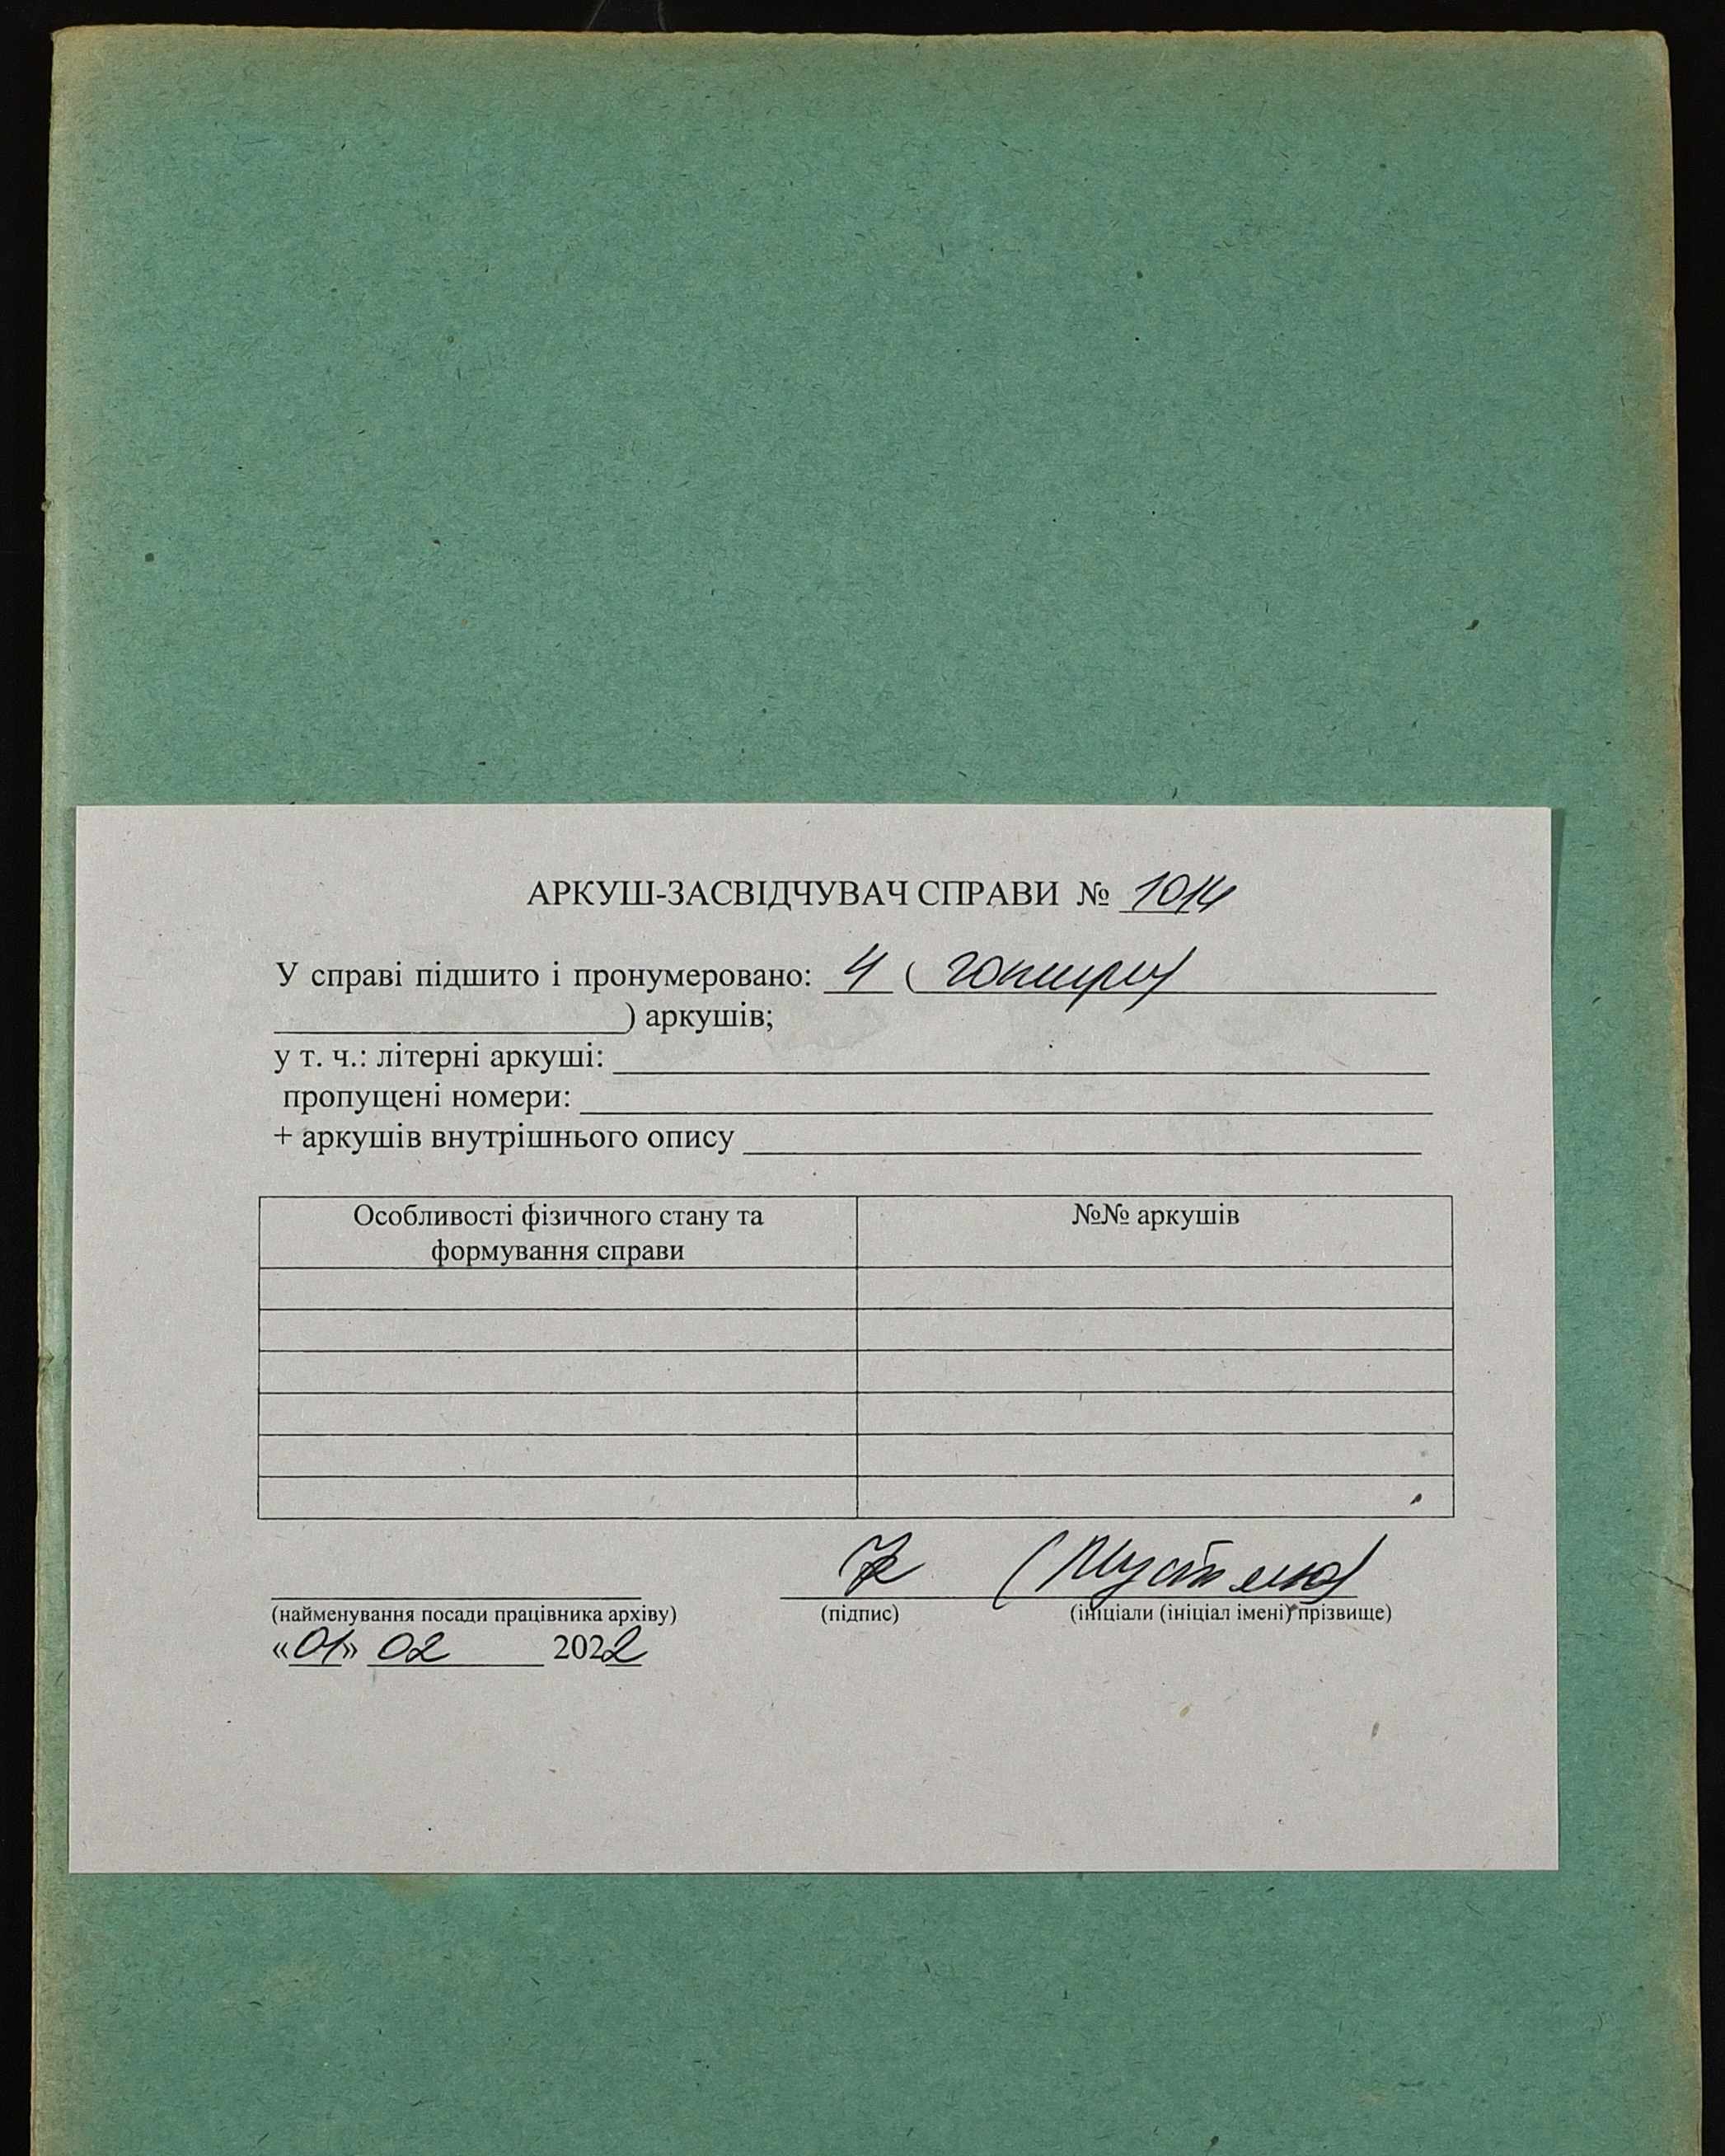 АРКУШ-ЗАСВІДЧУВАЧ СПРАВИ № 1014
У справі підшито і пронумеровано: 4 (
) аркушів;
у т. ч.: літерні аркуші:
пропущені номери:
+ аркушів внутрішнього опису
Особливості фізичного стану та №№ аркушів
формування справи
(найменування посади працівника архіву) (підпис) (ініціали (ініціал імені) прізвище)
«01» 02 2022